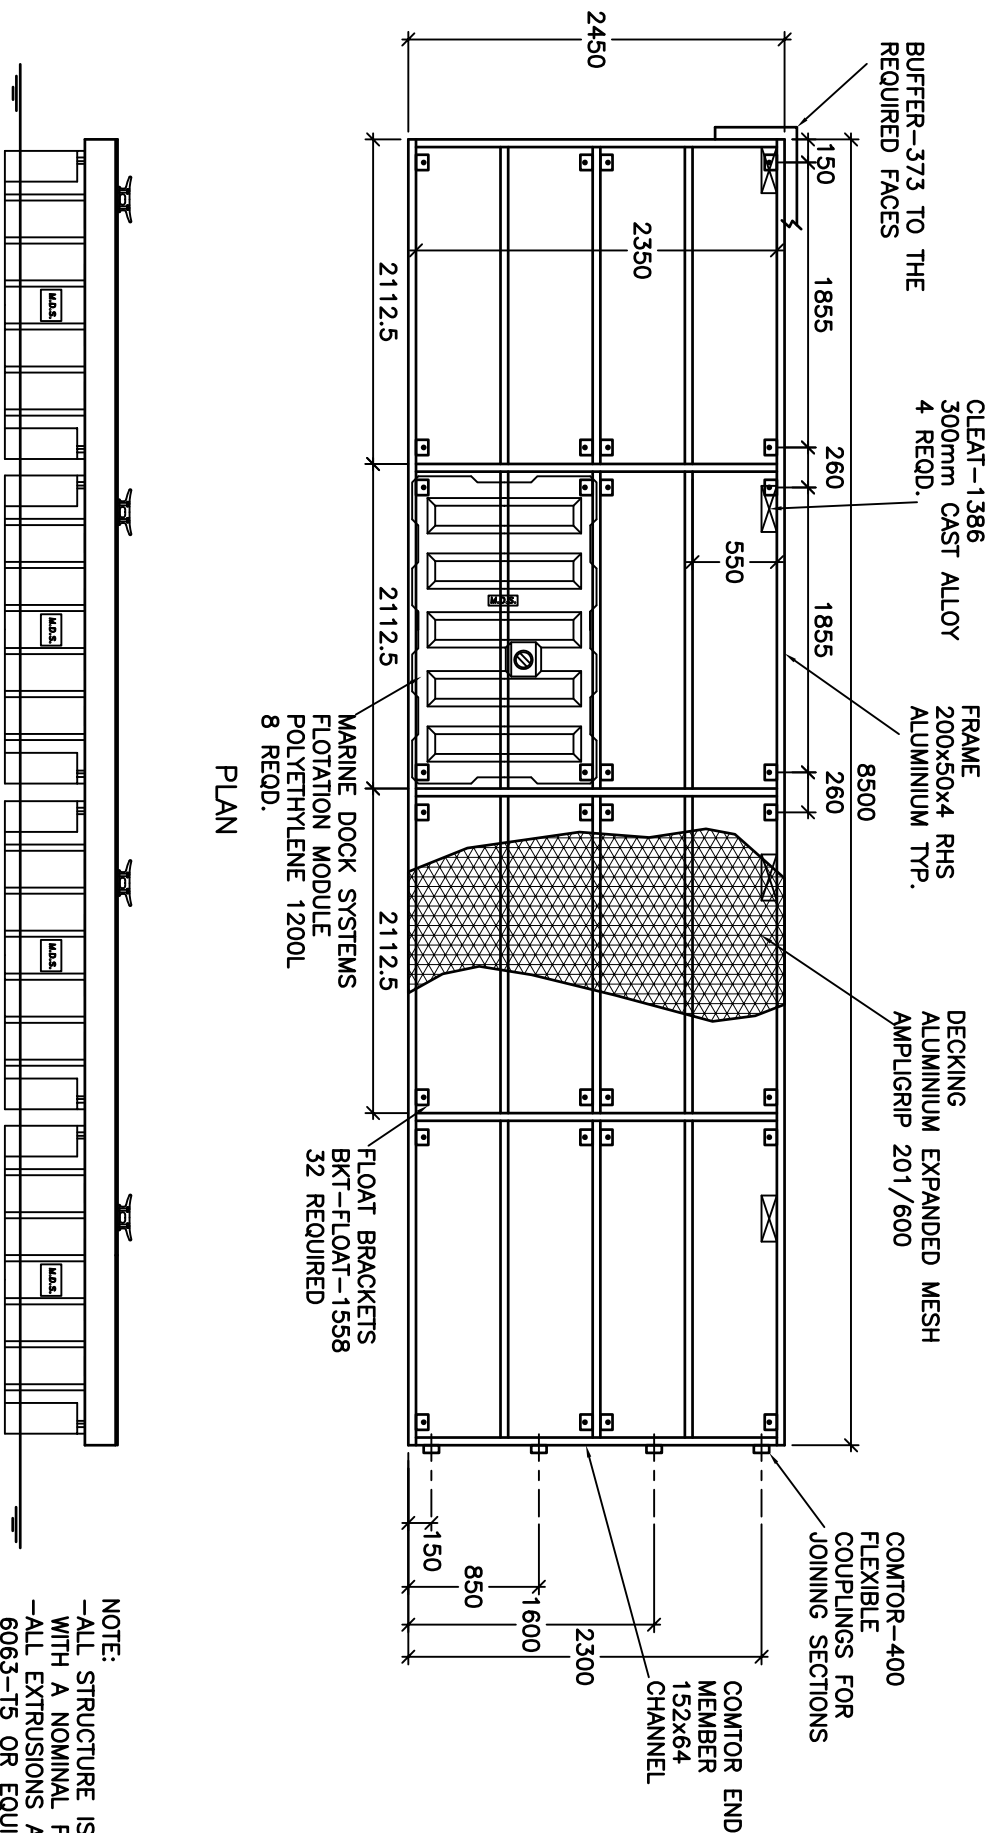 BUFFER-373 TO THE
REQUIRED FACES
CLEAT-1386
300mm CAST ALLOY
4 REQD.
FRAME
200x50x4 RHS
ALUMINIUM TYP.
DECKING
ALUMINIUM EXPANDED MESH
AMPLIGRIP 201/600
COMTOR-400
FLEXIBLE
COUPLINGS FOR
JOINING SECTIONS
8500
150
1855
260
1855
260
2450
2350
550
M.D.S.
COMTOR END
MEMBER
152x64
CHANNEL
2112.5
2112.5
2112.5
150
850
1600
2300
MARINE DOCK SYSTEMS
FLOTATION MODULE
POLYETHYLENE 1200L
8 REQD.
FLOAT BRACKETS
BKT-FLOAT-1558
32 REQUIRED
PLAN
M.D.S.
M.D.S.
M.D.S.
M.D.S.
NOTE:
-ALL STRUCTURE IS
WITH A NOMINAL
-ALL EXTRUSIONS
6063-T5 OR